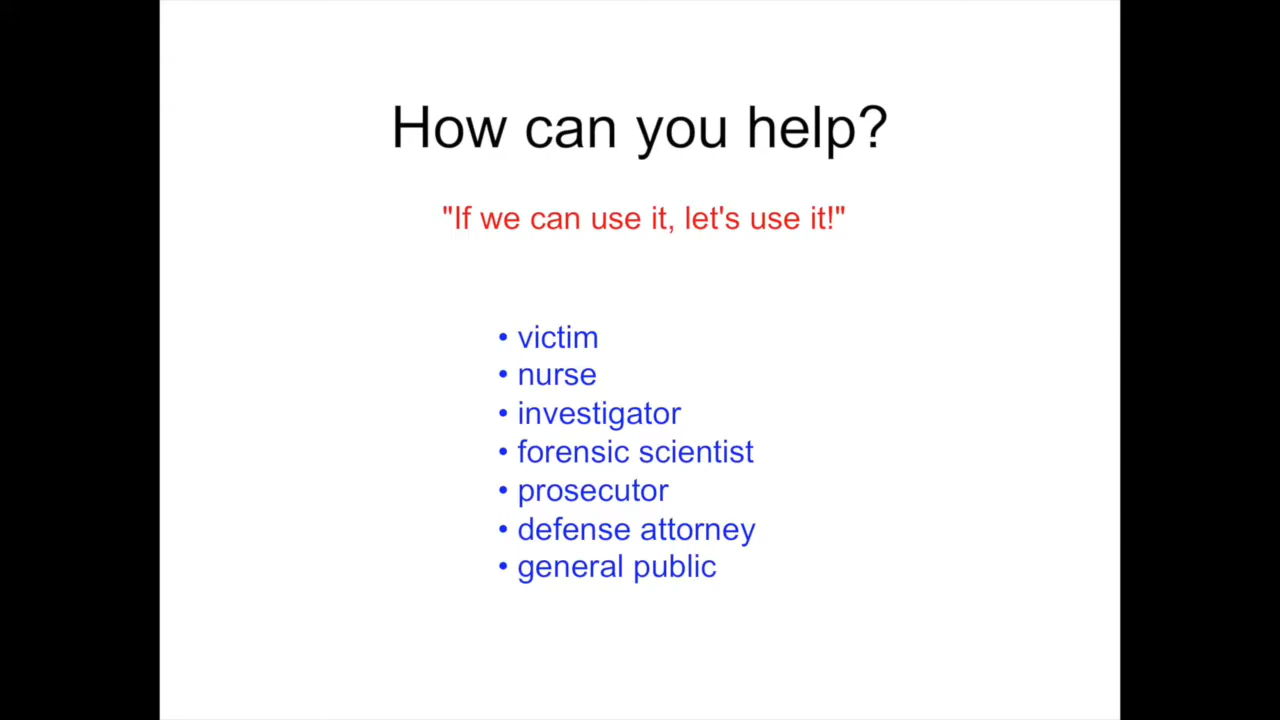 How can you help?
"If we can use it, let's use it!"
• victim
• nurse
• investigator
• forensic scientist
• prosecutor
• defense attorney
• general public